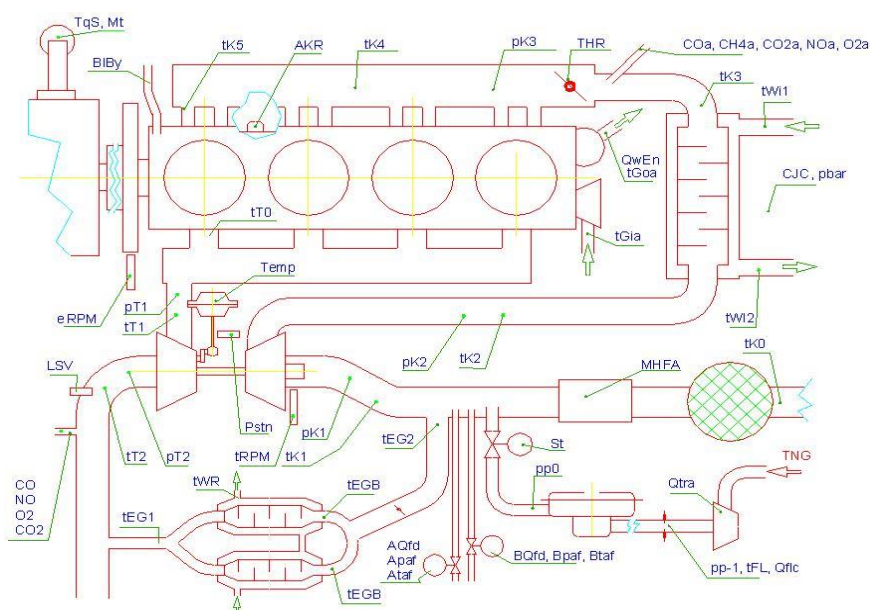 TqS, Mt
BIBy
tK5
AKR
tK4
pK3
THR
COa, CH4a, CO2a, NOa, O2a
tK3
tWi1
QwEn
tGoa
CJC, pbar
tT0
tGia
Temp
eRPM
pT1
tT1
pK2
tK2
tWI2
tK0
LSV
MHFA
Pstn
pK1
tEG2
St
tT2
pT2
tRPM
tK1
TNG
pp0
Qtra
CO
NO
O2
CO2
tWR
tEGB
tEG1
AQfd
Apaf
Ataf
BQfd, Bpaf, Btaf
pp-1, tFL, Qflc
tEGB